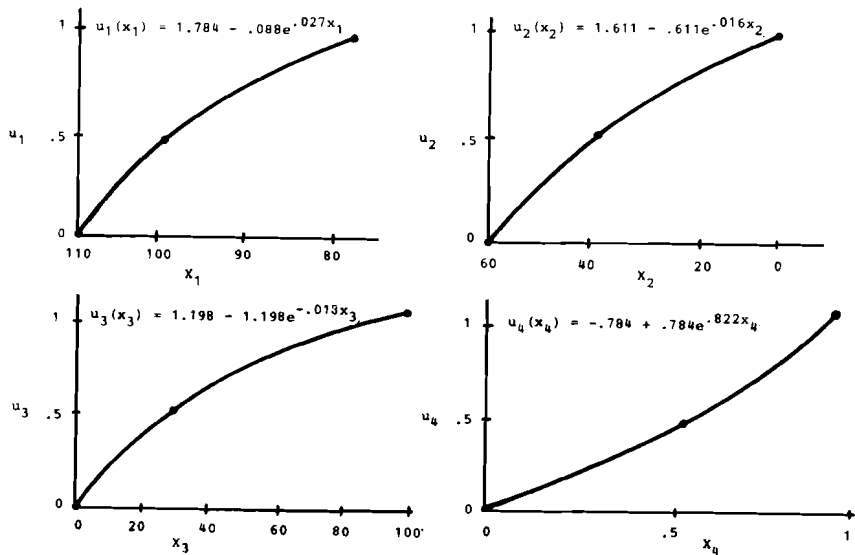 u₁(x₁) = 1.784 - .088e^.027x₁
1
u₁
.5
0
110 100 90 80
X₁
u₂(x₂) = 1.611 - .611e^.016x₂
1
u₂
.5
0
60 40 20 0
X₂
u₃(x₃) = 1.198 - 1.198e^-.013x₃
1
u₃
.5
0
0 20 40 60 80 100
X₃
u₄(x₄) = -.784 + .784e^.822x₄
1
u₄
.5
0
0 .5 1
X₄